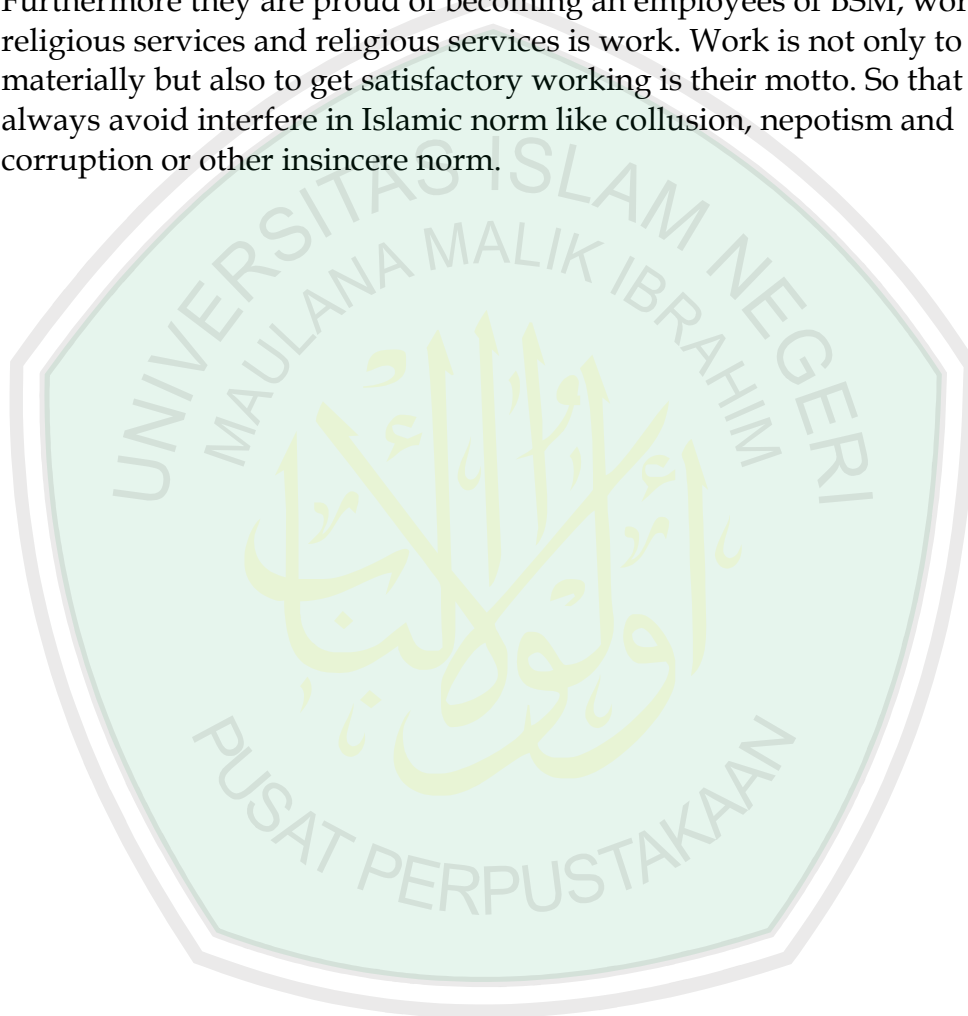 Furthermore they are proud of becoming an employees of BSM,
religious services and religious services is work. Work is not only to
materially but also to get satisfactory working is their motto. So that
always avoid interfere in Islamic norm like collusion, nepotism and
corruption or other insincere norm.
UNIVERSITAS ISLAM NEGERI
MAULANA MALIK IBRAHIM
أولوا الألباب
PUSAT PERPUSTAKAAN